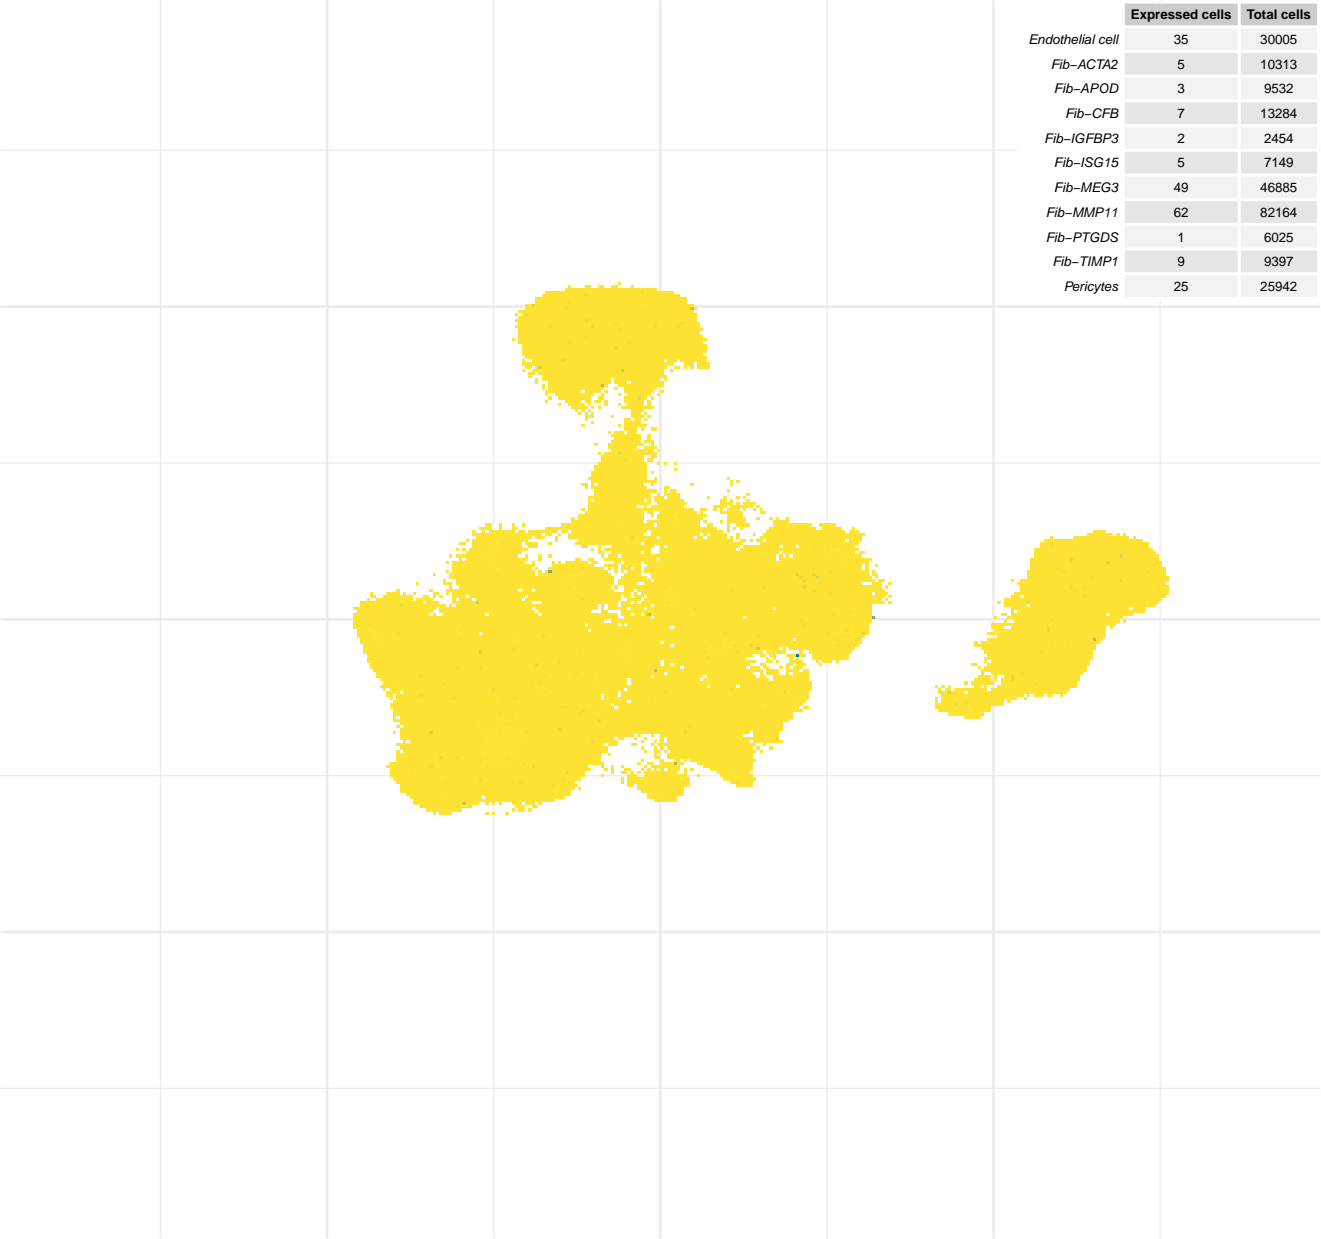 Expressed cells Total cells
Endothelial cell 35 30005
Fib−ACTA2 5 10313
Fib−APOD 3 9532
Fib−CFB 7 13284
Fib−IGFBP3 2 2454
Fib−ISG15 5 7149
Fib−MEG3 49 46885
Fib−MMP11 62 82164
Fib−PTGDS 1 6025
Fib−TIMP1 9 9397
Pericytes 25 25942